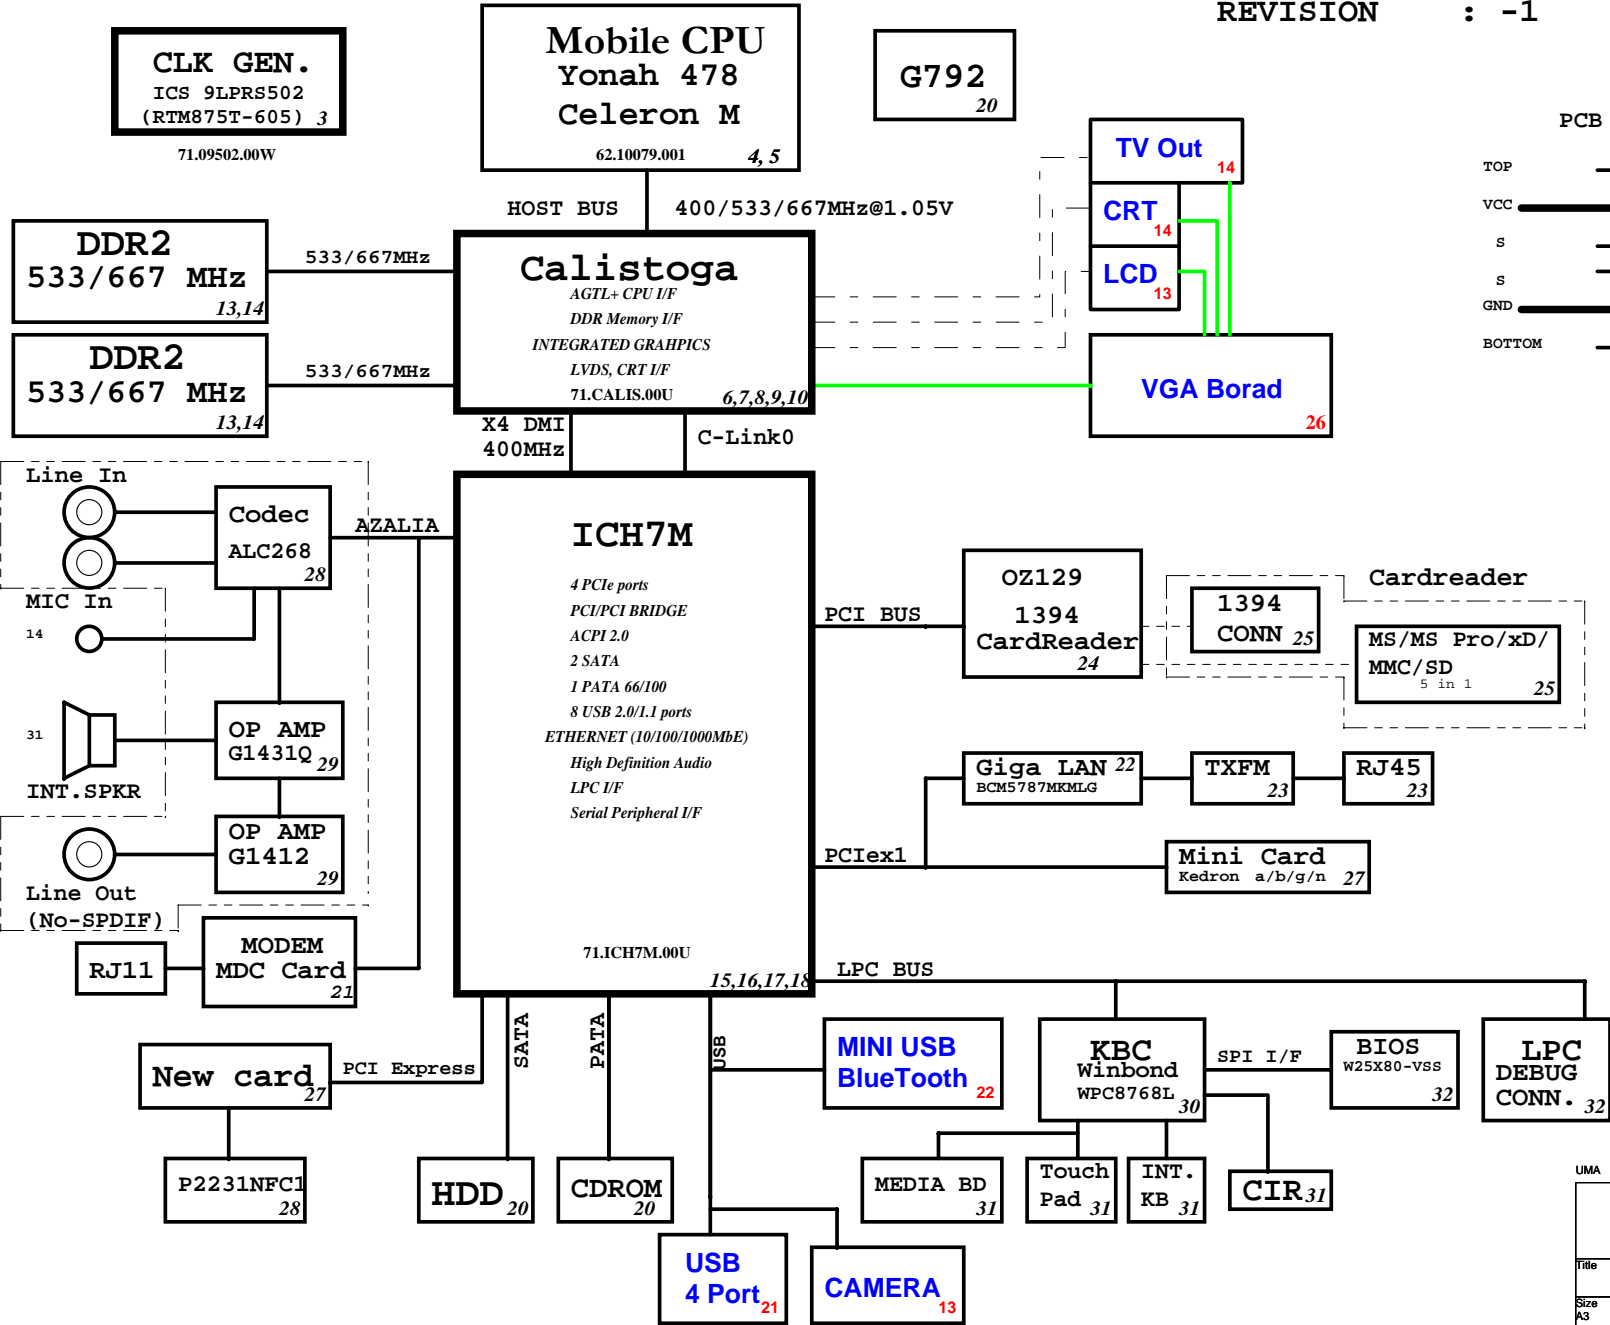 REVISION : -1
CLK GEN.
ICS 9LPRS502
(RTM875T-605) 3
71.09502.00W
Mobile CPU
Yonah 478
Celeron M
62.10079.001 4, 5
G792
20
HOST BUS 400/533/667MHz@1.05V
TV Out
14
CRT
14
LCD
13
PCB
TOP
VCC
S
S
GND
BOTTOM
DDR2
533/667 MHz
13,14
533/667MHz
DDR2
533/667 MHz
13,14
533/667MHz
Calistoga
AGTL+ CPU I/F
DDR Memory I/F
INTEGRATED GRAHPICS
LVDS, CRT I/F
71.CALIS.00U 6,7,8,9,10
VGA Borad
26
X4 DMI
400MHz
C-Link0
Line In
Codec
ALC268
28
AZALIA
MIC In
14
31
INT.SPKR
OP AMP
G1431Q 29
OP AMP
G1412
29
Line Out
(No-SPDIF)
RJ11
MODEM
MDC Card
21
ICH7M
4 PCIe ports
PCI/PCI BRIDGE
ACPI 2.0
2 SATA
1 PATA 66/100
8 USB 2.0/1.1 ports
ETHERNET (10/100/1000MbE)
High Definition Audio
LPC I/F
Serial Peripheral I/F
71.ICH7M.00U
15,16,17,18
PCI BUS
OZ129
1394
CardReader
24
1394
CONN 25
Cardreader
MS/MS Pro/xD/
MMC/SD
5 in 1 25
Giga LAN 22
BCM5787MKMLG
TXFM
23
RJ45
23
PCIex1
Mini Card
Kedron a/b/g/n 27
LPC BUS
New card
27
PCI Express
SATA
PATA
USB
P2231NFC1
28
HDD 20
CDROM
20
MINI USB
BlueTooth 22
USB
4 Port 21
CAMERA
13
KBC
Winbond
WPC8768L 30
SPI I/F
BIOS
W25X80-VSS
32
LPC
DEBUG
CONN. 32
MEDIA BD
31
Touch
Pad 31
INT.
KB 31
CIR 31
UMA
Title
Size
A3